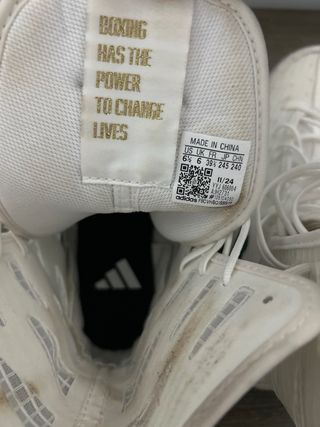 BOXING
HAS THE
POWER
TO CHANGE
LIVES
MADE IN CHINA
US UK FR JP CHN
6½ 6 39⅓ 245 240
11/24
adidas